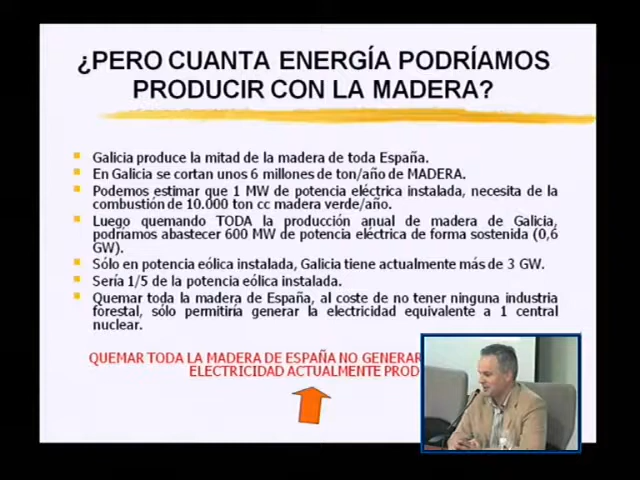 ¿PERO CUANTA ENERGÍA PODRÍAMOS
PRODUCIR CON LA MADERA?
Galicia produce la mitad de la madera de toda España.
En Galicia se cortan unos 6 millones de ton/año de MADERA.
Podemos estimar que 1 MW de potencia eléctrica instalada, necesita de la
combustión de 10.000 ton cc madera verde/año.
Luego quemando TODA la producción anual de madera de Galicia,
podríamos abastecer 600 MW de potencia eléctrica de forma sostenida (0,6
GW).
Sólo en potencia eólica instalada, Galicia tiene actualmente más de 3 GW.
Sería 1/5 de la potencia eólica instalada.
Quemar toda la madera de España, al coste de no tener ninguna industria
forestal, sólo permitiría generar la electricidad equivalente a 1 central
nuclear.
QUEMAR TODA LA MADERA DE ESPAÑA NO GENERAR
ELECTRICIDAD ACTUALMENTE PROD